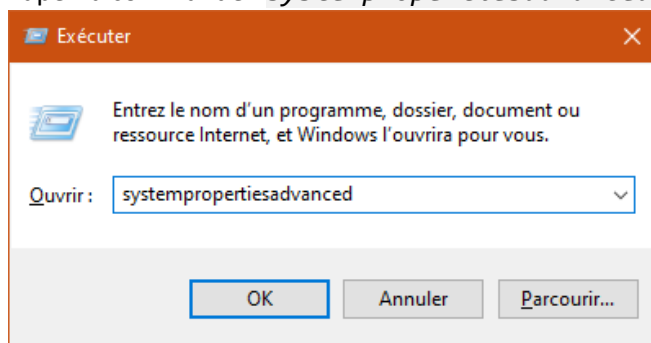 Exécuter
Entrez le nom d'un programme, dossier, document ou
ressource Internet, et Windows l'ouvrira pour vous.
Ouvrir : systempropertiesadvanced
OK Annuler Parcourir...